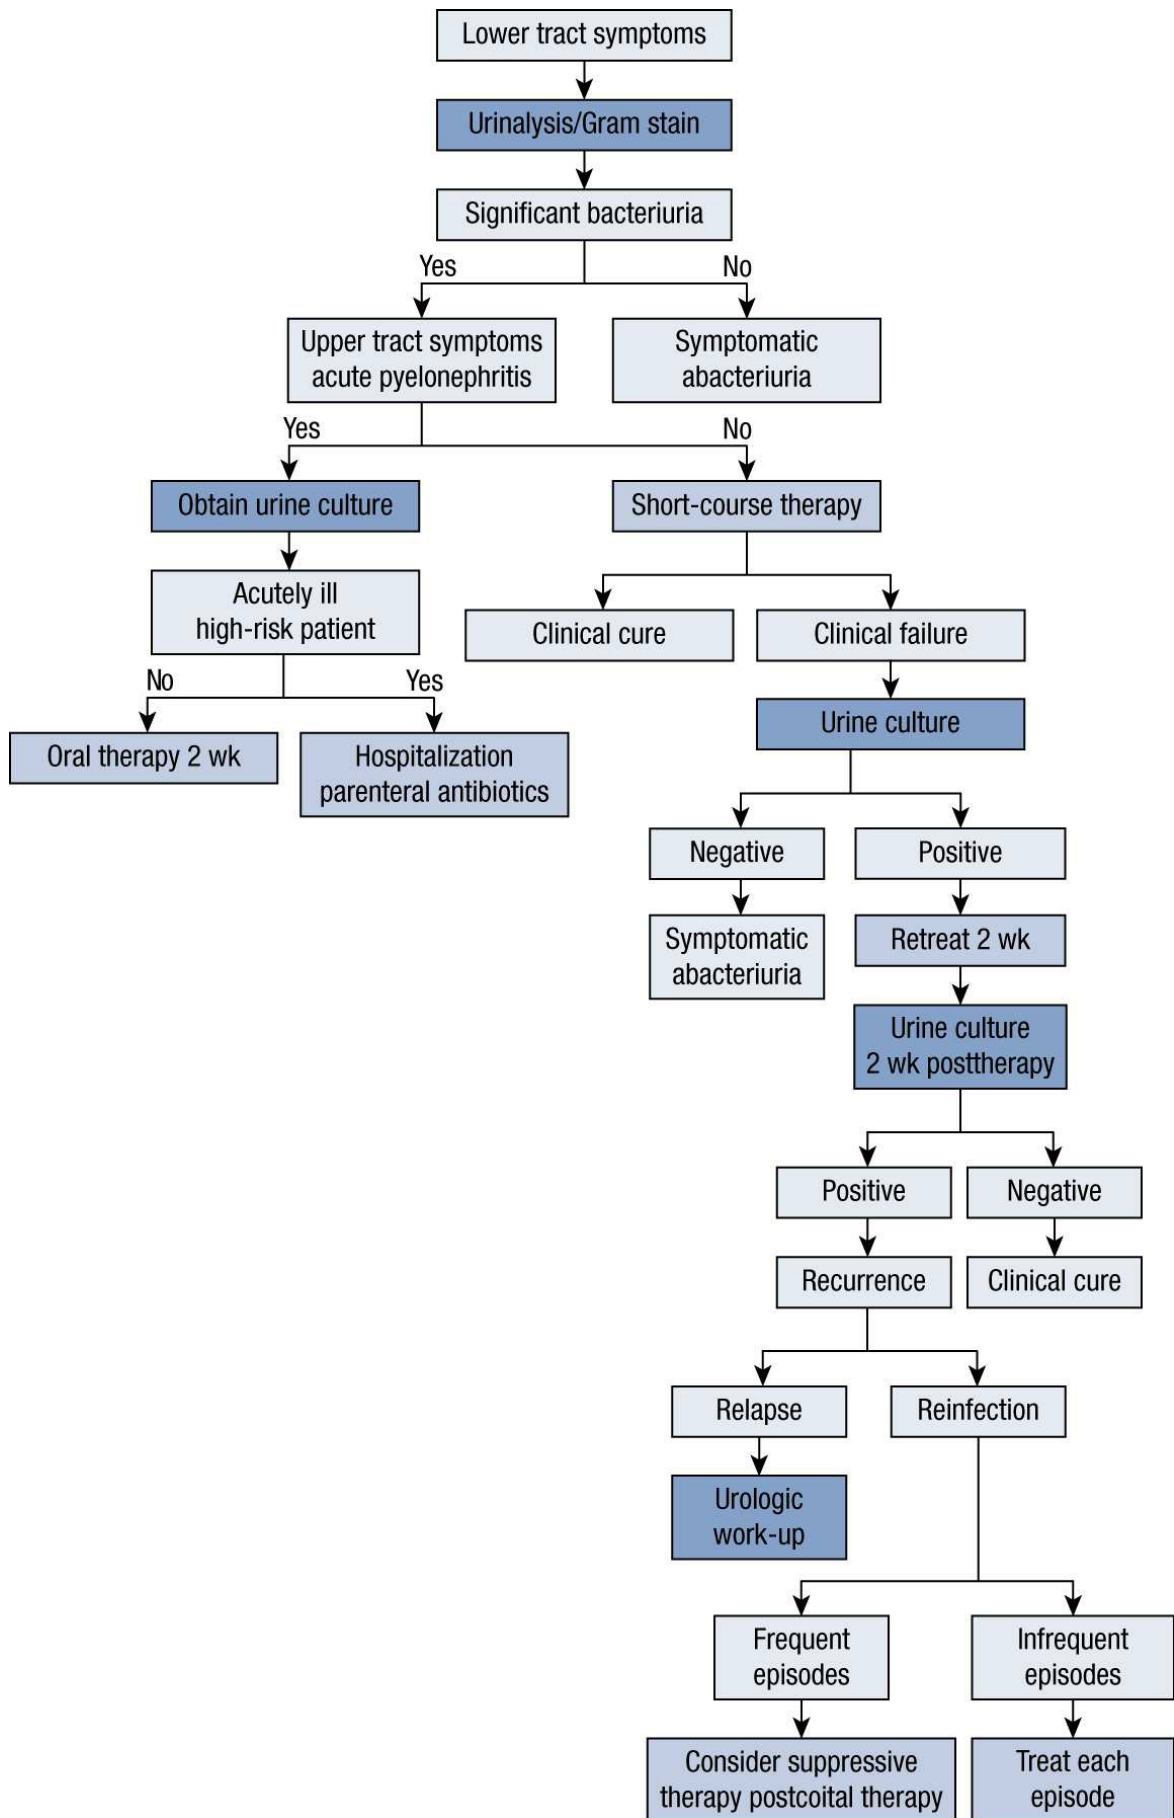 Lower tract symptoms
Urinalysis/Gram stain
Significant bacteriuria
Yes
No
Upper tract symptoms
acute pyelonephritis
Symptomatic
abacteriuria
Yes
No
Obtain urine culture
Short-course therapy
Acutely ill
high-risk patient
Clinical cure
Clinical failure
No
Yes
Urine culture
Oral therapy 2 wk
Hospitalization
parenteral antibiotics
Negative
Positive
Symptomatic
abacteriuria
Retreat 2 wk
Urine culture
2 wk posttherapy
Positive
Negative
Recurrence
Clinical cure
Relapse
Reinfection
Urologic
work-up
Frequent
episodes
Infrequent
episodes
Consider suppressive
therapy postcoital therapy
Treat each
episode